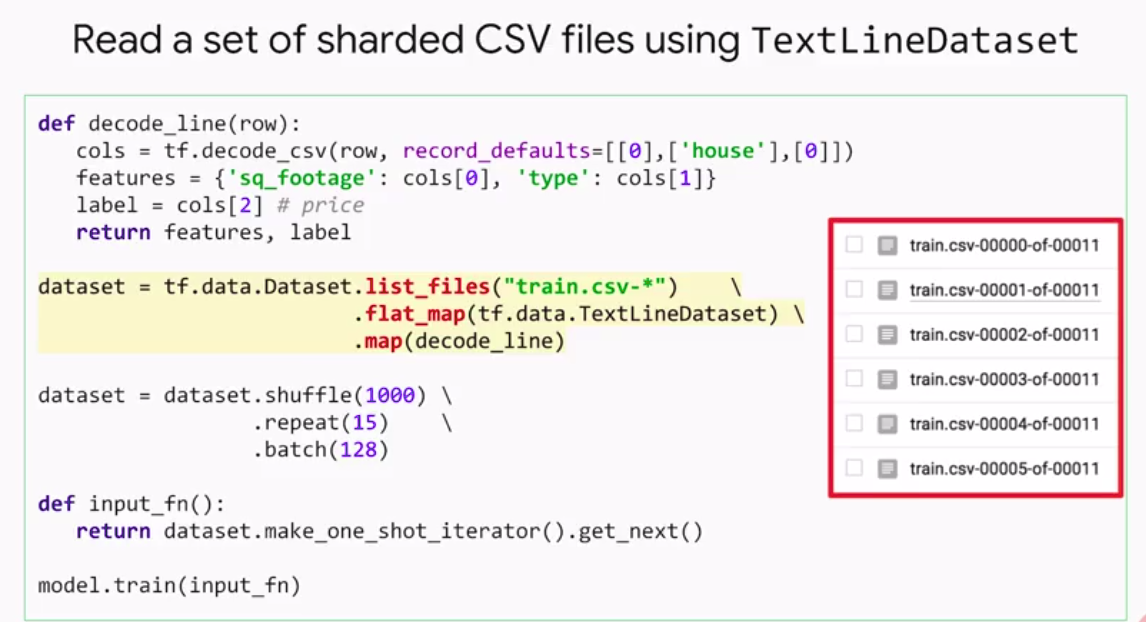 Read a set of sharded CSV files using TextLineDataset
def decode_line(row):
cols = tf.decode_csv(row, record_defaults=[[0],['house'],[0]])
features = {'sq_footage': cols[0], 'type': cols[1]}
label = cols[2] # price
return features, label
dataset = tf.data.Dataset.list_files("train.csv-*") \
.flat_map(tf.data.TextLineDataset) \
.map(decode_line)
dataset = dataset.shuffle(1000) \
.repeat(15) \
.batch(128)
def input_fn():
return dataset.make_one_shot_iterator().get_next()
model.train(input_fn)
train.csv-00000-of-00011
train.csv-00001-of-00011
train.csv-00002-of-00011
train.csv-00003-of-00011
train.csv-00004-of-00011
train.csv-00005-of-00011